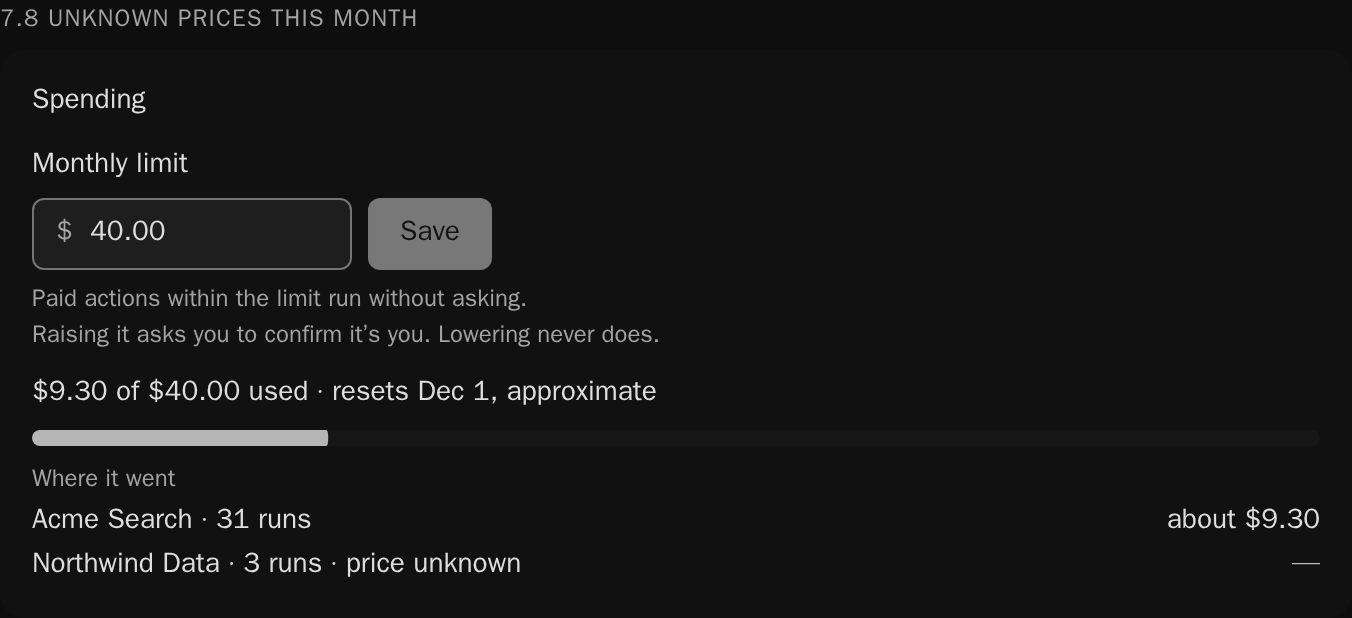 7.8 UNKNOWN PRICES THIS MONTH
Spending
Monthly limit
$ 40.00 Save
Paid actions within the limit run without asking.
Raising it asks you to confirm it’s you. Lowering never does.
$9.30 of $40.00 used · resets Dec 1, approximate
Where it went
Acme Search · 31 runs about $9.30
Northwind Data · 3 runs · price unknown —